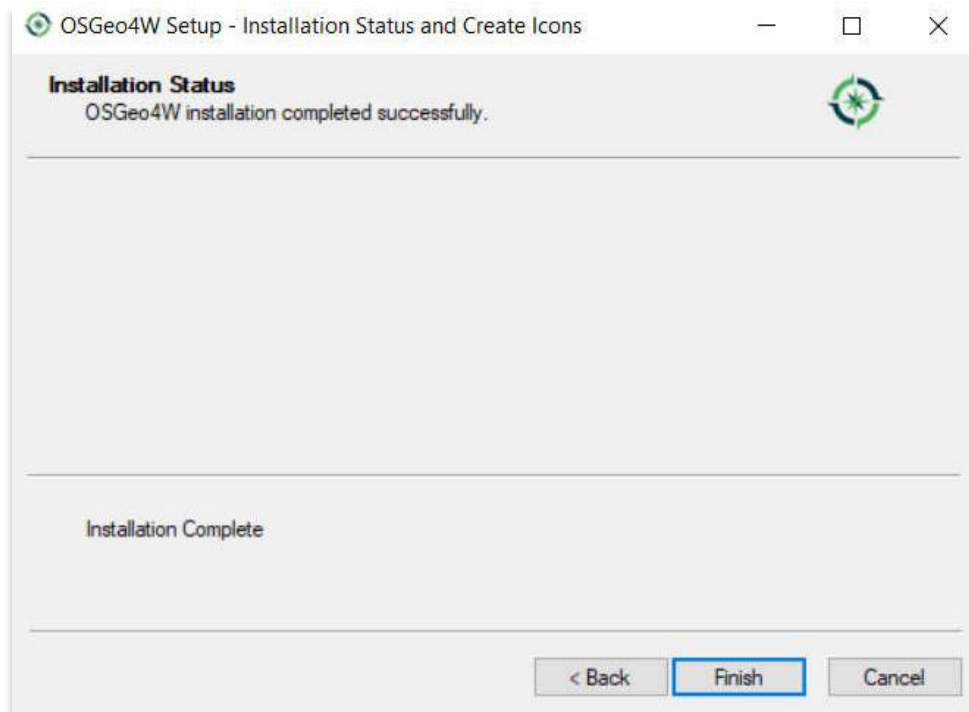 OSGeo4W Setup - Installation Status and Create Icons
Installation Status
OSGeo4W installation completed successfully.
Installation Complete
< Back
Finish
Cancel